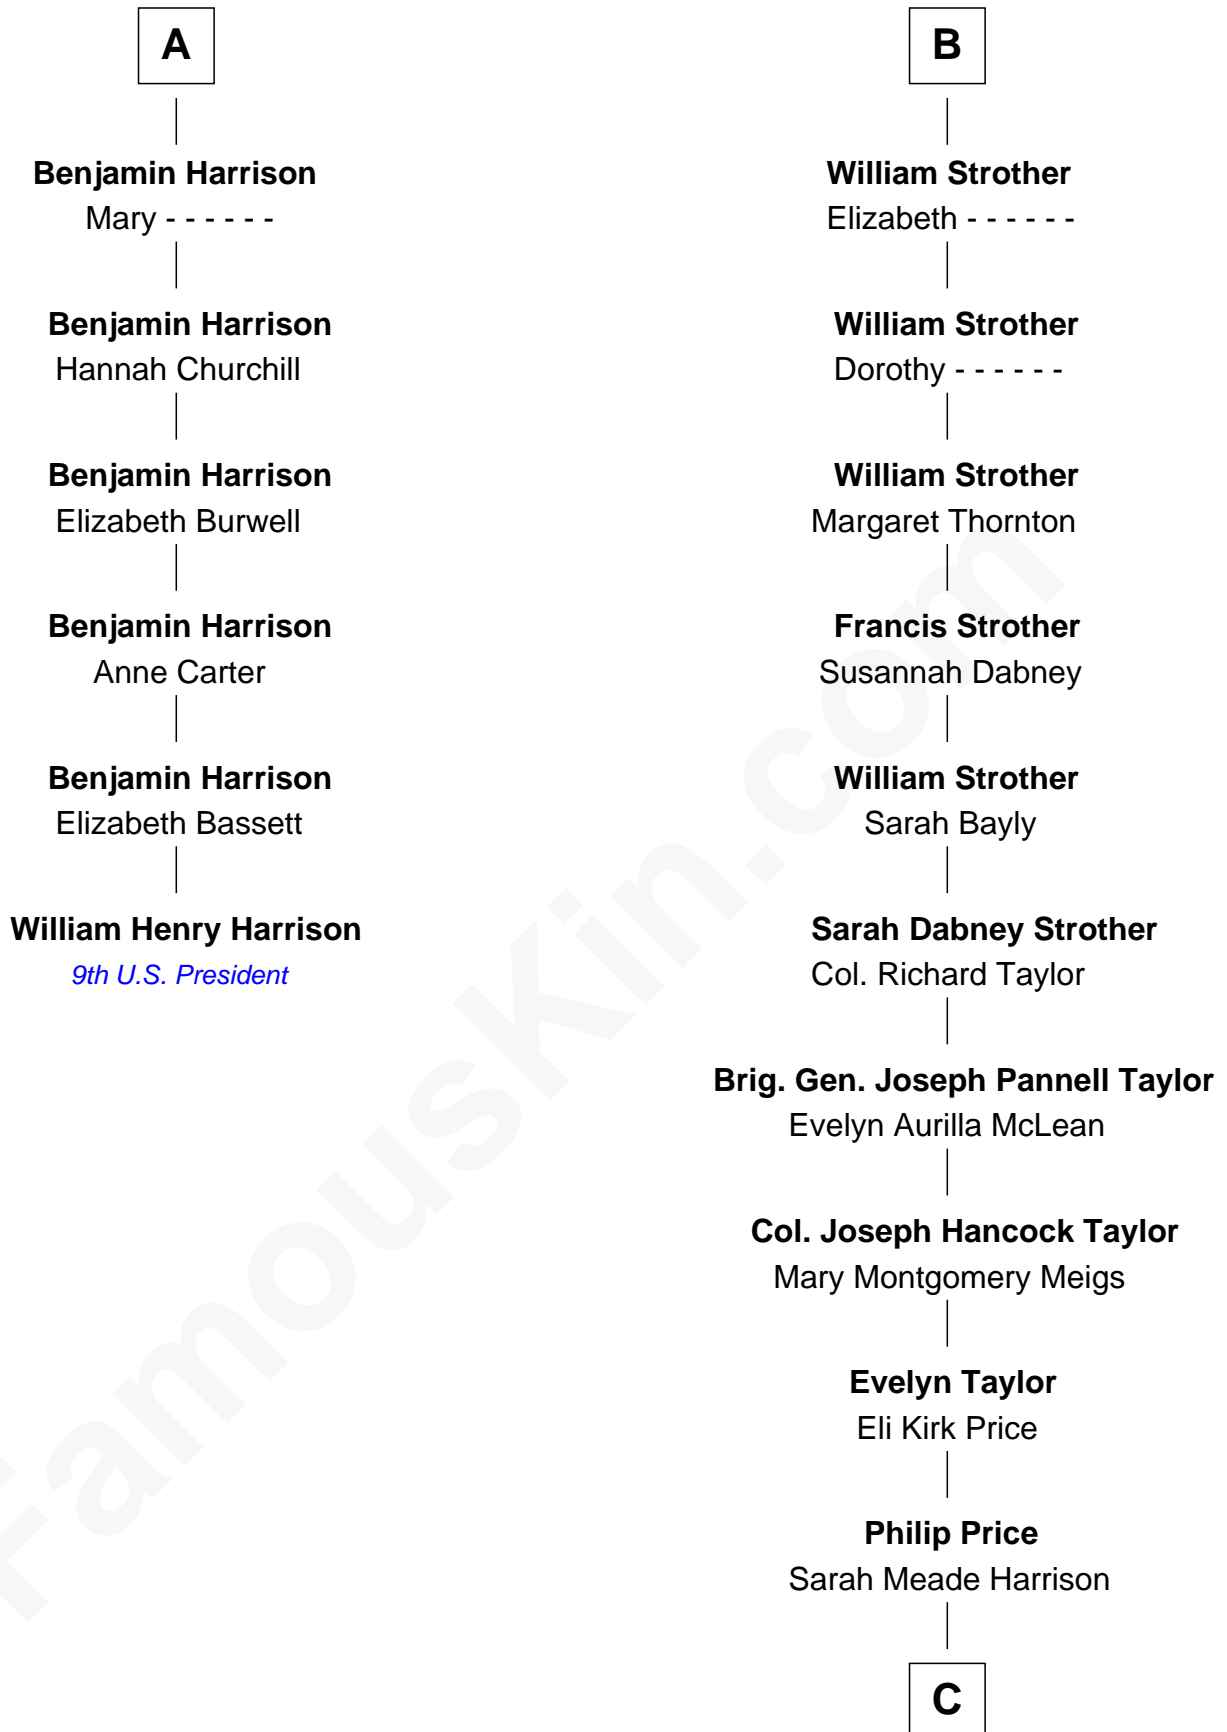 A
Benjamin Harrison
Mary - - - - - -
Benjamin Harrison
Hannah Churchill
Benjamin Harrison
Elizabeth Burwell
Benjamin Harrison
Anne Carter
Benjamin Harrison
Elizabeth Bassett
William Henry Harrison
9th U.S. President
B
William Strother
Elizabeth - - - - - -
William Strother
Dorothy - - - - - -
William Strother
Margaret Thornton
Francis Strother
Susannah Dabney
William Strother
Sarah Bayly
Sarah Dabney Strother
Col. Richard Taylor
Brig. Gen. Joseph Pannell Taylor
Evelyn Aurilla McLean
Col. Joseph Hancock Taylor
Mary Montgomery Meigs
Evelyn Taylor
Eli Kirk Price
Philip Price
Sarah Meade Harrison
C
FamousKin.com